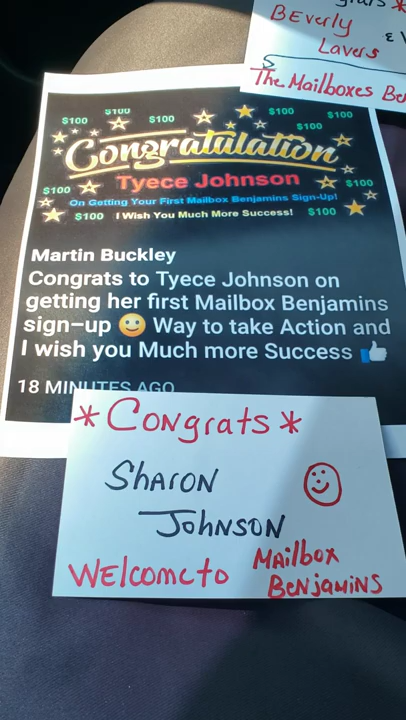 * 
BEverly
&
Lavers
The Mailboxes Be
$100 $100 $100 $100 $100
$100
Congratulation
Tyece Johnson
$100 $100
On Getting Your First Mailbox Benjamins Sign-Up!
$100 I Wish You Much More Success! $100
Martin Buckley
Congrats to Tyece Johnson on
getting her first Mailbox Benjamins
sign-up 😀 Way to take Action and
I wish you Much more Success 👍
18 MINUTES AGO
*Congrats*
SHARON
JOHNSON
WElcome to Mailbox
BENJAMINS